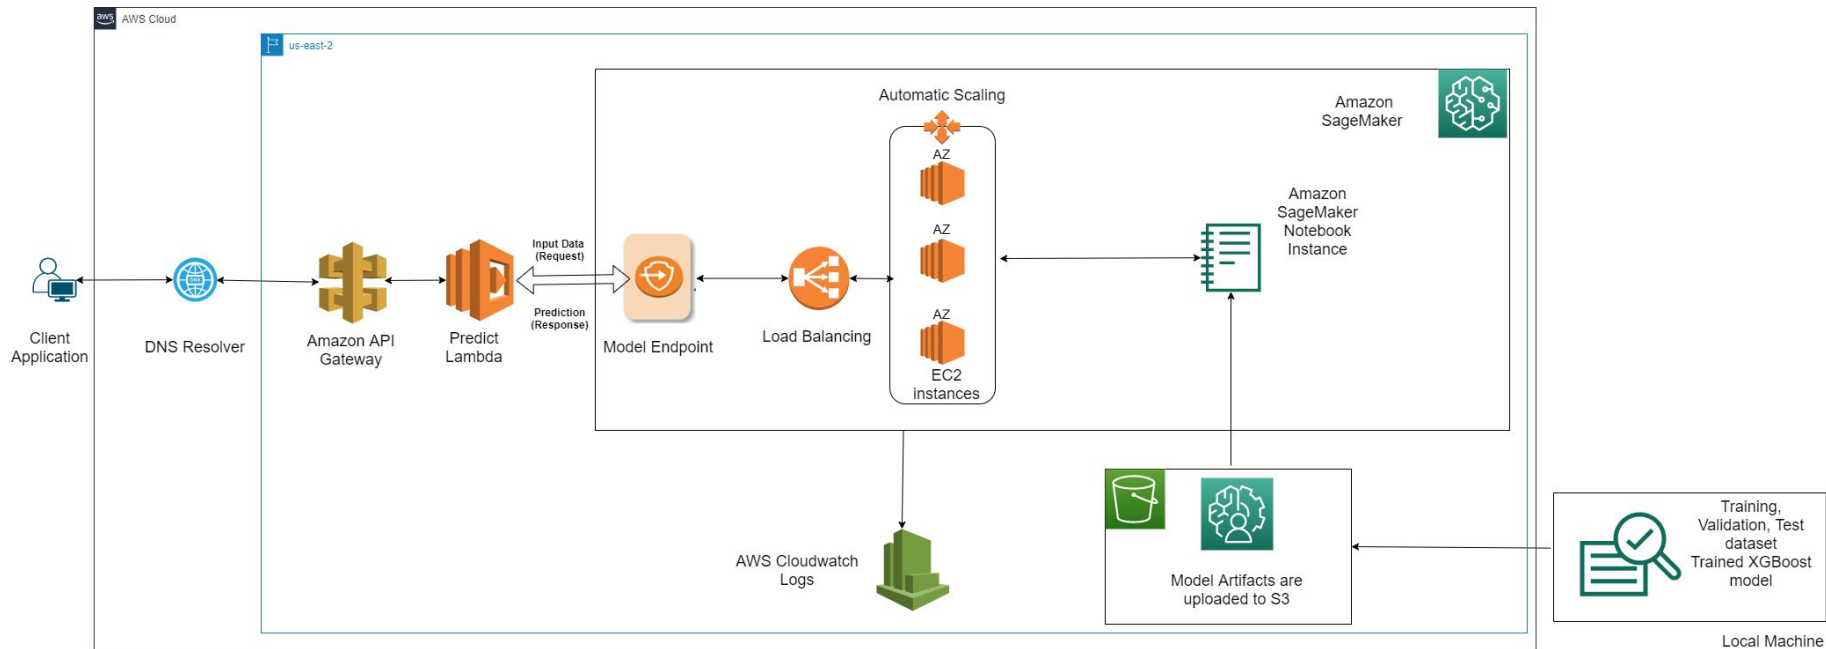 aws
AWS Cloud
us-east-2
Automatic Scaling
Amazon
SageMaker
AZ
AZ
AZ
EC2
instances
Amazon
SageMaker
Notebook
Instance
Input Data
(Request)
Prediction
(Response)
Client
Application
DNS Resolver
Amazon API
Gateway
Predict
Lambda
Model Endpoint
Load Balancing
AWS Cloudwatch
Logs
Model Artifacts are
uploaded to S3
Training,
Validation, Test
dataset
Trained XGBoost
model
Local Machine